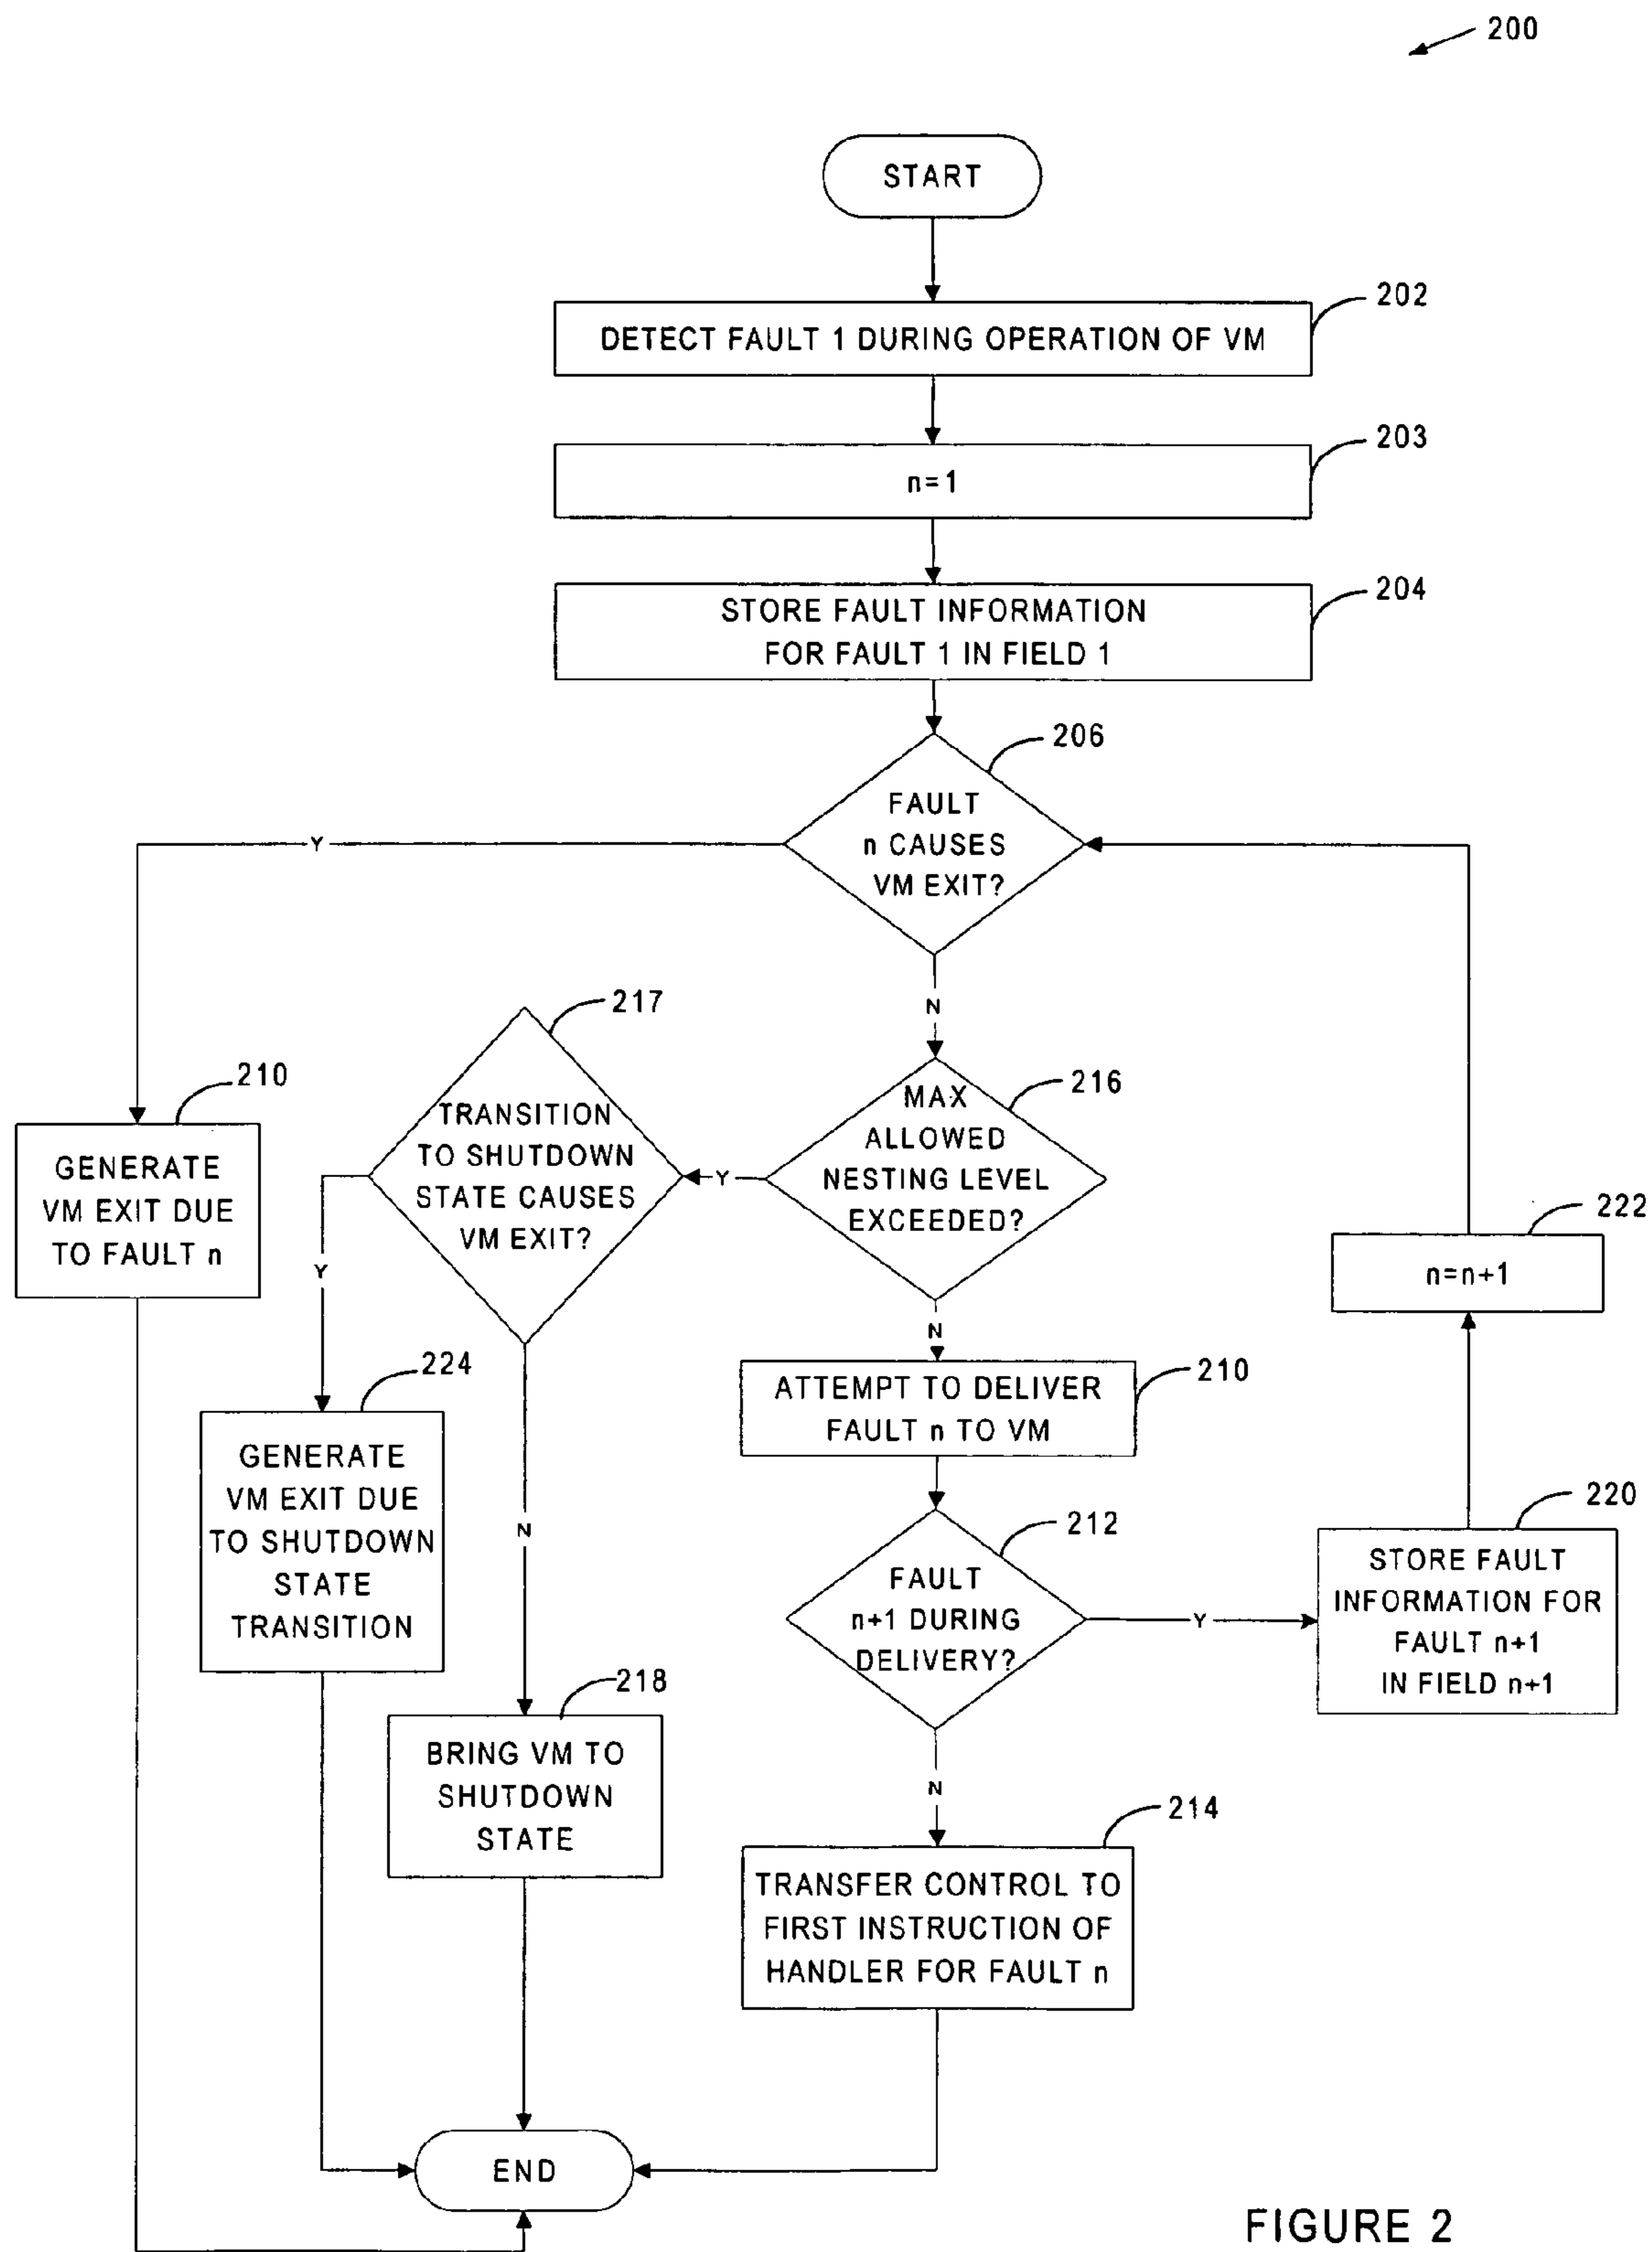 200
START
202
DETECT FAULT 1 DURING OPERATION OF VM
203
n=1
204
STORE FAULT INFORMATION
FOR FAULT 1 IN FIELD 1
206
FAULT
n CAUSES
VM EXIT?
Y
N
217
TRANSITION
TO SHUTDOWN
STATE CAUSES
VM EXIT?
216
MAX
ALLOWED
NESTING LEVEL
EXCEEDED?
Y
210
GENERATE
VM EXIT DUE
TO FAULT n
222
n=n+1
Y
N
N
224
GENERATE
VM EXIT DUE
TO SHUTDOWN
STATE
TRANSITION
210
ATTEMPT TO DELIVER
FAULT n TO VM
212
FAULT
n+1 DURING
DELIVERY?
Y
220
STORE FAULT
INFORMATION FOR
FAULT n+1
IN FIELD n+1
218
BRING VM TO
SHUTDOWN
STATE
N
214
TRANSFER CONTROL TO
FIRST INSTRUCTION OF
HANDLER FOR FAULT n
END
FIGURE 2